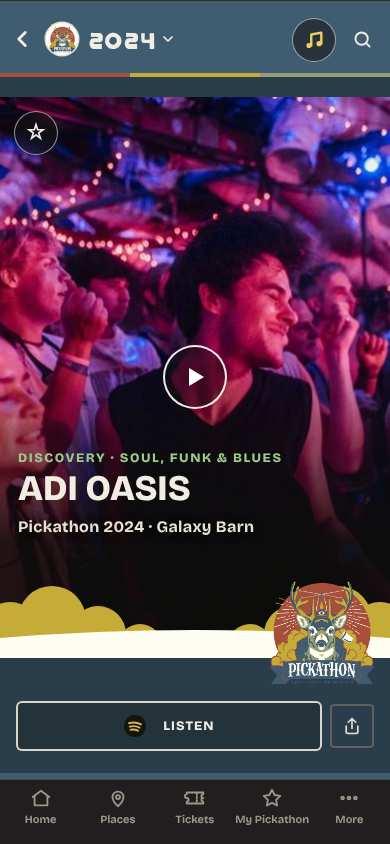 2024
DISCOVERY · SOUL, FUNK & BLUES
ADI OASIS
Pickathon 2024 · Galaxy Barn
PICKATHON
LISTEN
Home Places Tickets My Pickathon More